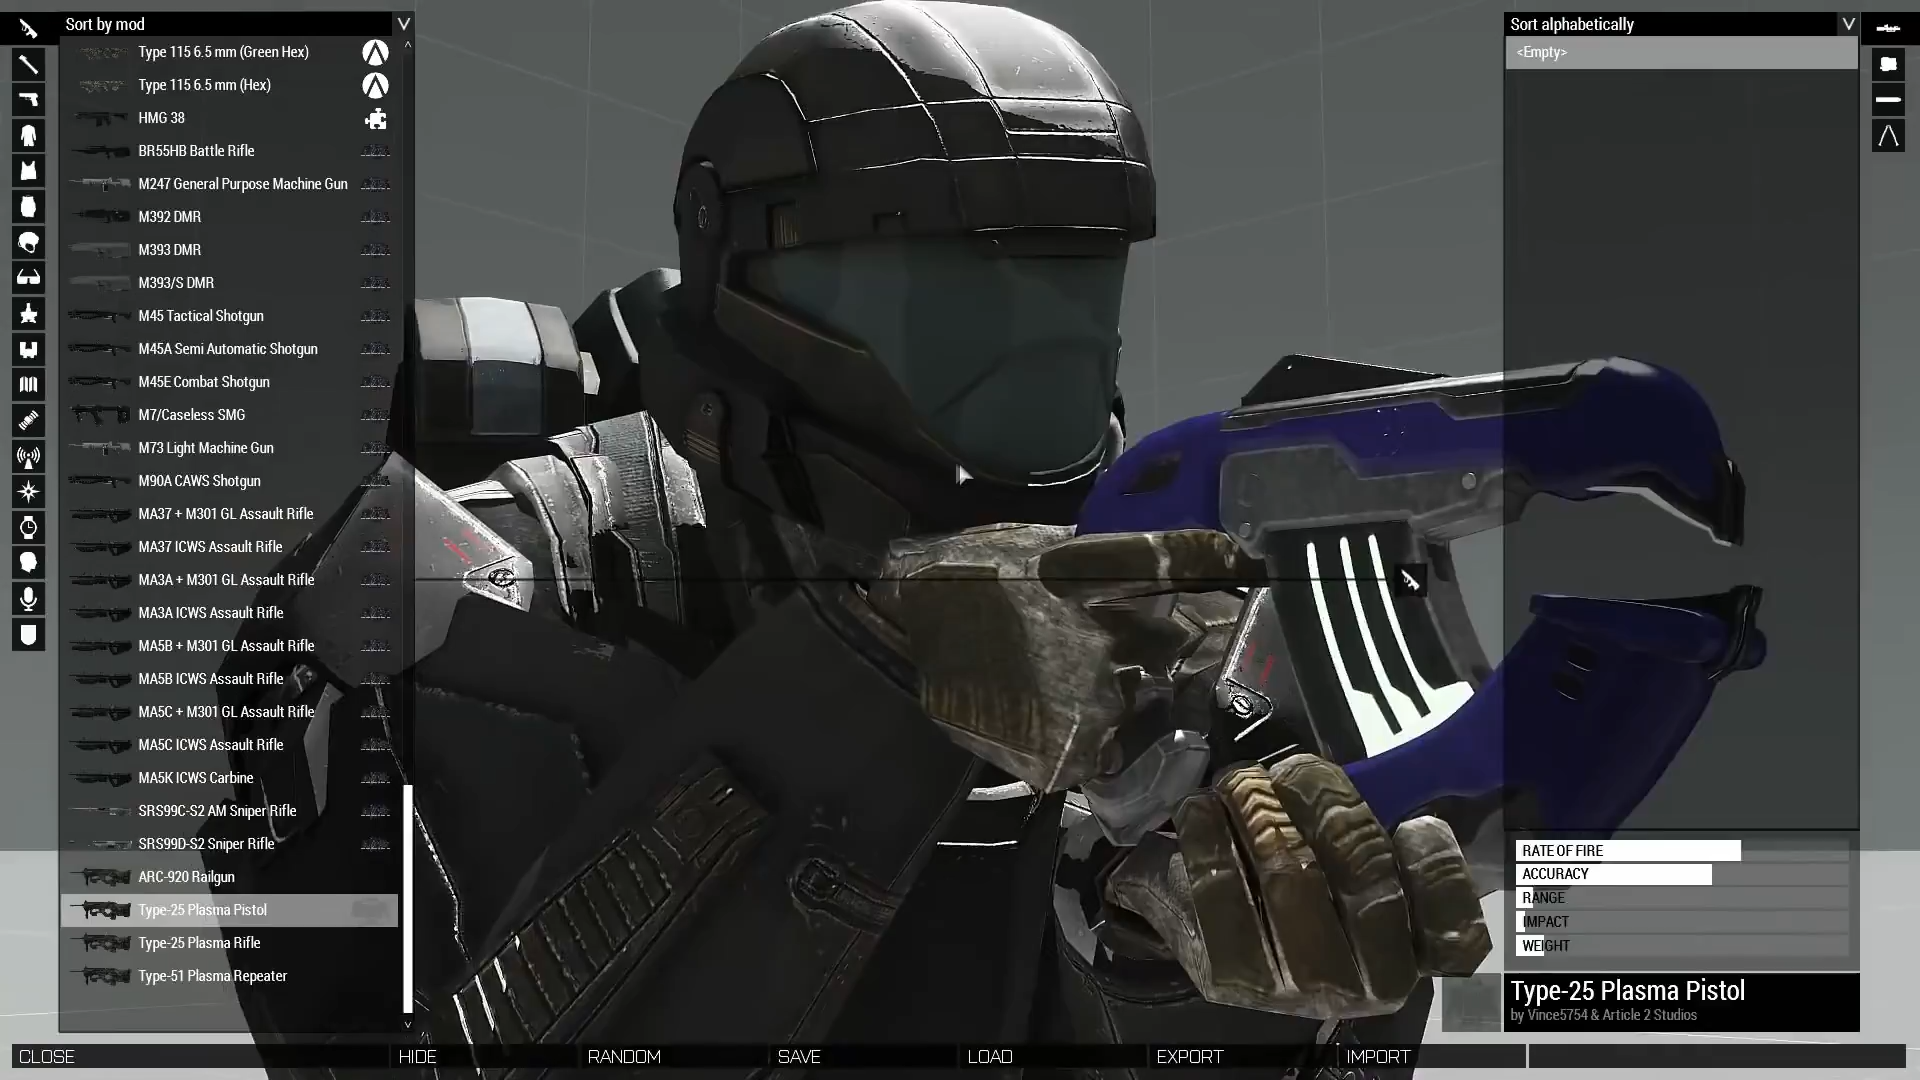 Sort by mod
Type 115 6.5 mm (Green Hex)
Type 115 6.5 mm (Hex)
HMG 38
BR55HB Battle Rifle
M247 General Purpose Machine Gun
M392 DMR
M393 DMR
M393/S DMR
M45 Tactical Shotgun
M45A Semi Automatic Shotgun
M45E Combat Shotgun
M7/Caseless SMG
M73 Light Machine Gun
M90A CAWS Shotgun
MA37 + M301 GL Assault Rifle
MA37 ICWS Assault Rifle
MA3A + M301 GL Assault Rifle
MA3A ICWS Assault Rifle
MA5B + M301 GL Assault Rifle
MA5B ICWS Assault Rifle
MA5C + M301 GL Assault Rifle
MA5C ICWS Assault Rifle
MA5K ICWS Carbine
SRS99C-S2 AM Sniper Rifle
SRS99D-S2 Sniper Rifle
ARC-920 Railgun
Type-25 Plasma Pistol
Type-25 Plasma Rifle
Type-51 Plasma Repeater
Sort alphabetically
<Empty>
RATE OF FIRE
ACCURACY
RANGE
IMPACT
WEIGHT
Type-25 Plasma Pistol
by Vince5754 & Article 2 Studios
CLOSE HIDE RANDOM SAVE LOAD EXPORT IMPORT